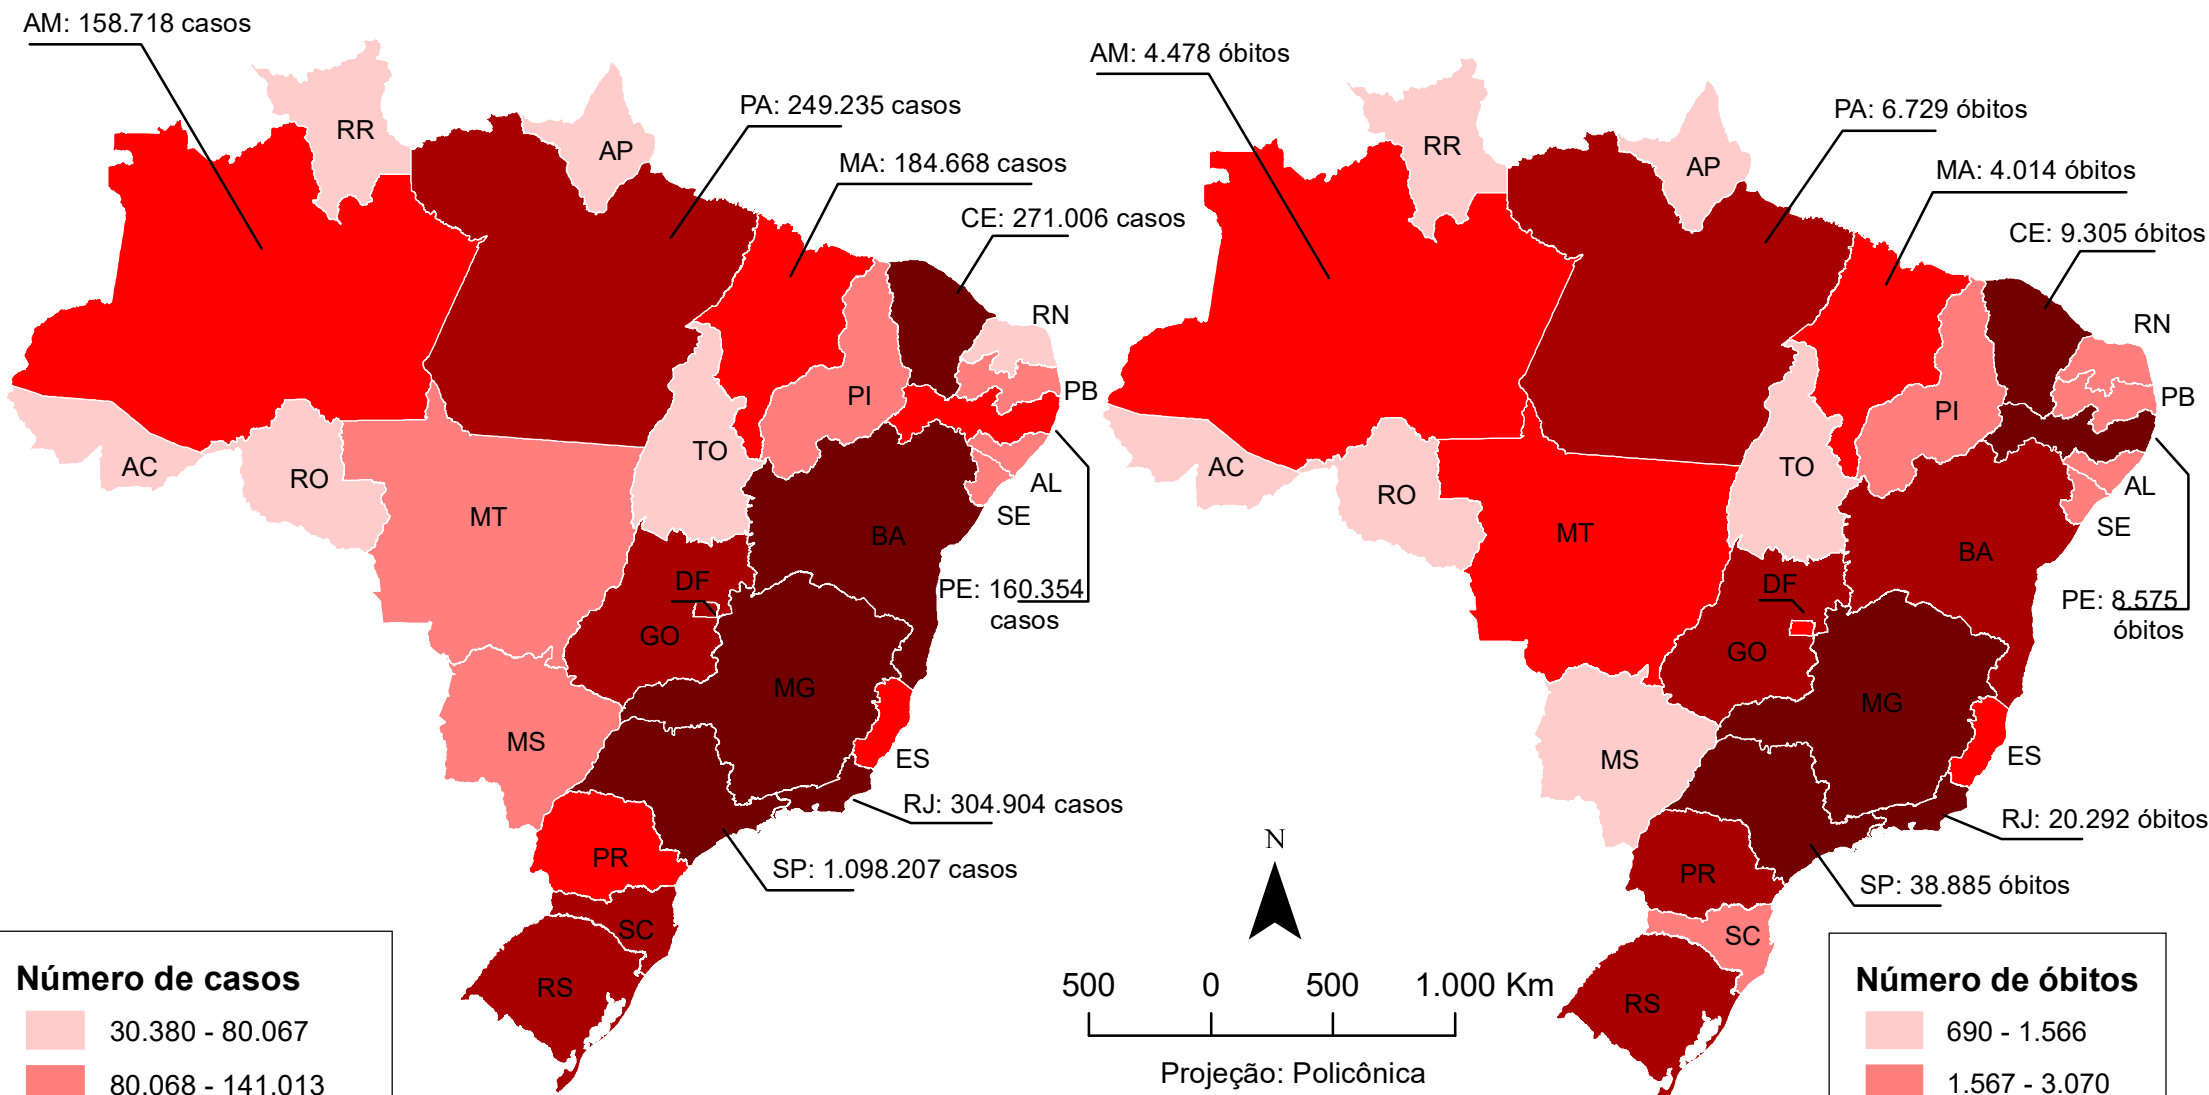 AM: 158.718 casos
RR
AP
PA: 249.235 casos
MA: 184.668 casos
CE: 271.006 casos
RN
PB
PI
TO
AC
RO
MT
AL
SE
BA
DF
GO
PE: 160.354
casos
MG
MS
ES
RJ: 304.904 casos
PR
SP: 1.098.207 casos
SC
RS
Número de casos
30.380 - 80.067
80.068 - 141.013
AM: 4.478 óbitos
RR
AP
PA: 6.729 óbitos
MA: 4.014 óbitos
CE: 9.305 óbitos
RN
PB
PI
TO
AC
RO
MT
AL
SE
BA
DF
GO
PE: 8.575
óbitos
MG
MS
ES
RJ: 20.292 óbitos
PR
SP: 38.885 óbitos
SC
RS
N
500 0 500 1.000 Km
Projeção: Policônica
Número de óbitos
690 - 1.566
1.567 - 3.070